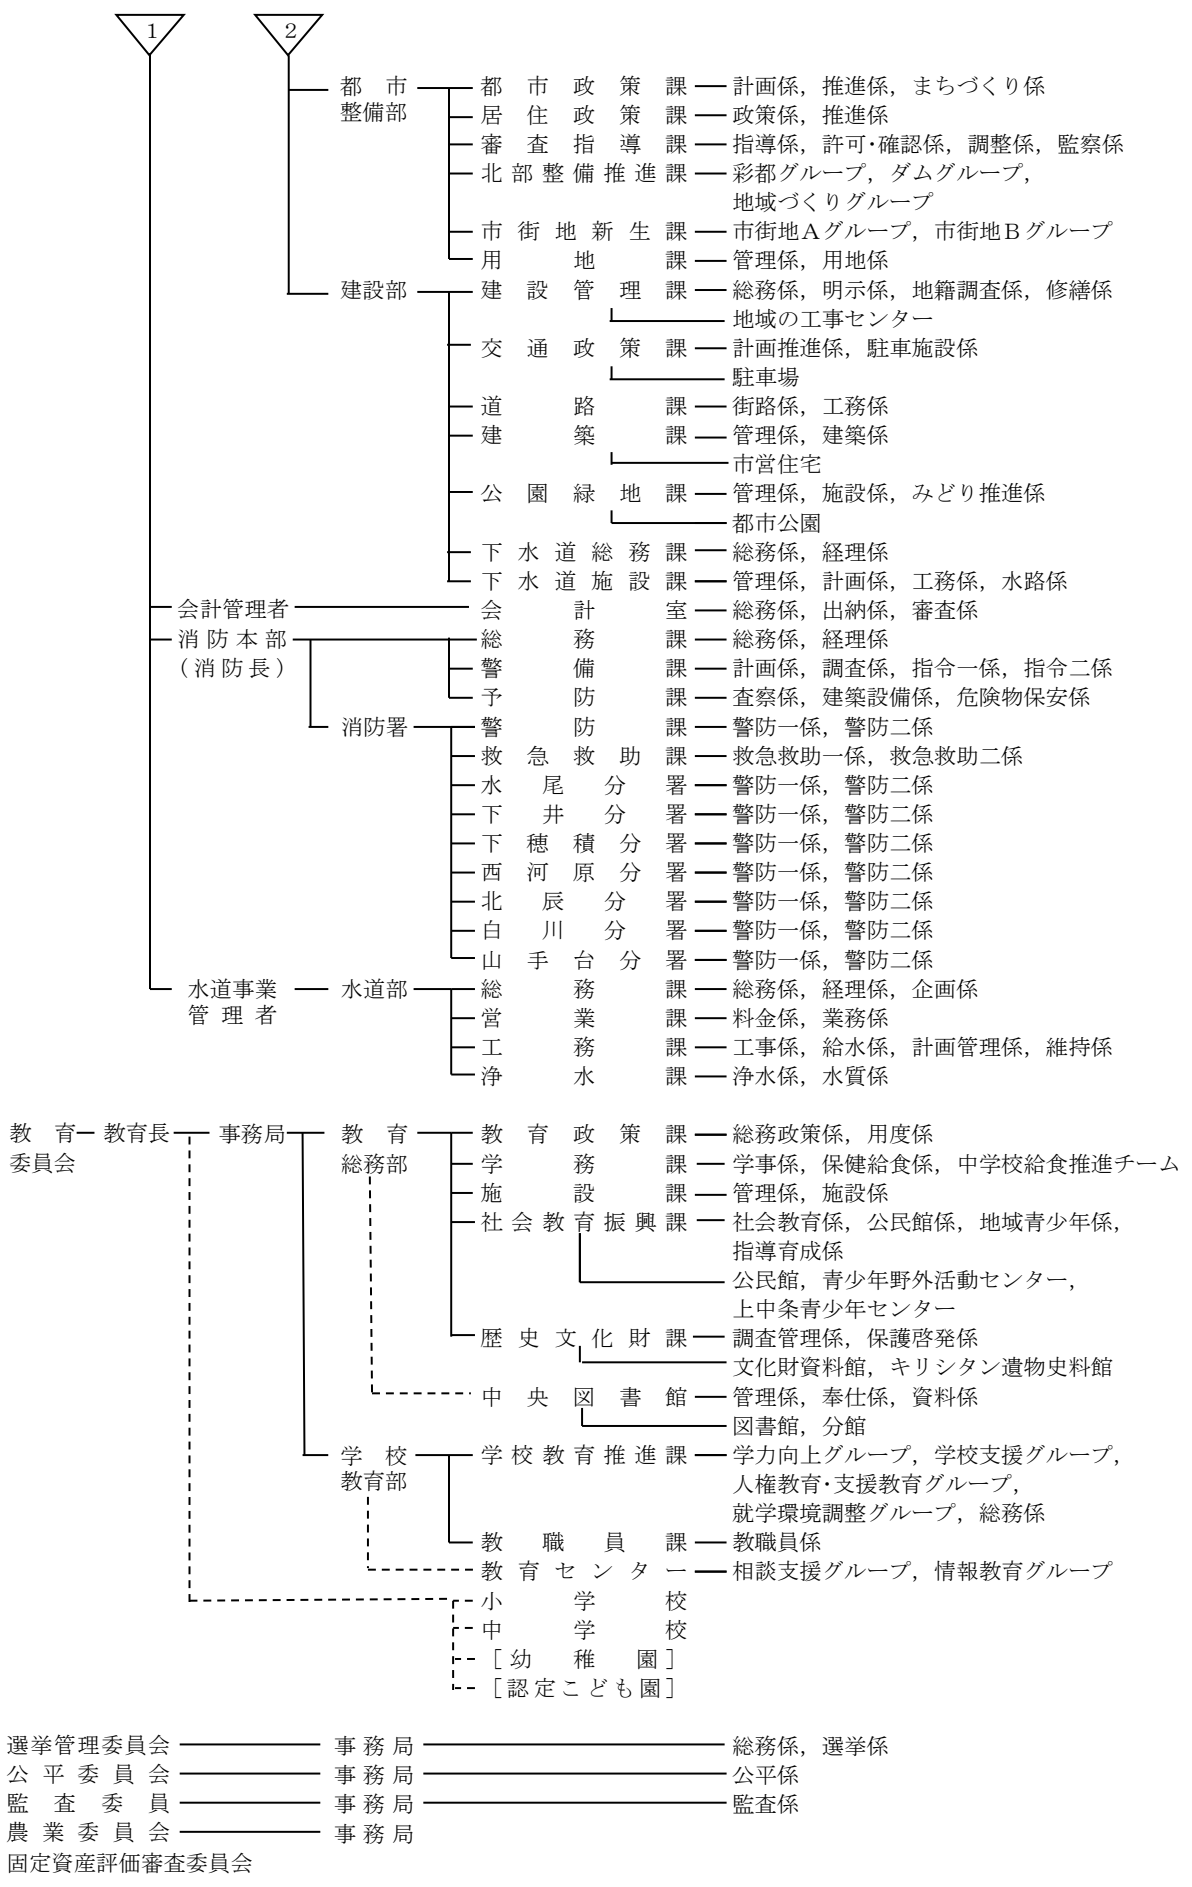 1 2
都市 都市政策課 計画係，推進係，まちづくり係
整備部
居住政策課 政策係，推進係
審査指導課 指導係，許可・確認係，調整係，監察係
北部整備推進課 彩都グループ，ダムグループ，
地域づくりグループ
市街地新生課 市街地Ａグループ，市街地Ｂグループ
用地課 管理係，用地係
建設部 建設管理課 総務係，明示係，地籍調査係，修繕係
地域の工事センター
交通政策課 計画推進係，駐車施設係
駐車場
道路課 街路係，工務係
建築課 管理係，建築係
市営住宅
公園緑地課 管理係，施設係，みどり推進係
都市公園
下水道総務課 総務係，経理係
下水道施設課 管理係，計画係，工務係，水路係
会計管理者 会計室 総務係，出納係，審査係
消防本部 総務課 総務係，経理係
（消防長） 警備課 計画係，調査係，指令一係，指令二係
予防課 査察係，建築設備係，危険物保安係
消防署 警防課 警防一係，警防二係
救急救助課 救急救助一係，救急救助二係
水尾分署 警防一係，警防二係
下井分署 警防一係，警防二係
下穂積分署 警防一係，警防二係
西河原分署 警防一係，警防二係
北辰分署 警防一係，警防二係
白川分署 警防一係，警防二係
山手台分署 警防一係，警防二係
水道事業 水道部 総務課 総務係，経理係，企画係
管理者 営業課 料金係，業務係
工務課 工事係，給水係，計画管理係，維持係
浄水課 浄水係，水質係
教育 教育長 事務局 教育 教育政策課 総務政策係，用度係
委員会 総務部 学務課 学事係，保健給食係，中学校給食推進チーム
施設課 管理係，施設係
社会教育振興課 社会教育係，公民館係，地域青少年係，
指導育成係
公民館，青少年野外活動センター，
上中条青少年センター
歴史文化財課 調査管理係，保護啓発係
文化財資料館，キリシタン遺物史料館
中央図書館 管理係，奉仕係，資料係
図書館，分館
学校 学校教育推進課 学力向上グループ，学校支援グループ，
教育部 人権教育・支援教育グループ，
就学環境調整グループ，総務係
教職員課 教職員係
教育センター 相談支援グループ，情報教育グループ
小学校
中学校
［幼稚園］
［認定こども園］
選挙管理委員会 事務局 総務係，選挙係
公平委員会 事務局 公平係
監査委員 事務局 監査係
農業委員会 事務局
固定資産評価審査委員会